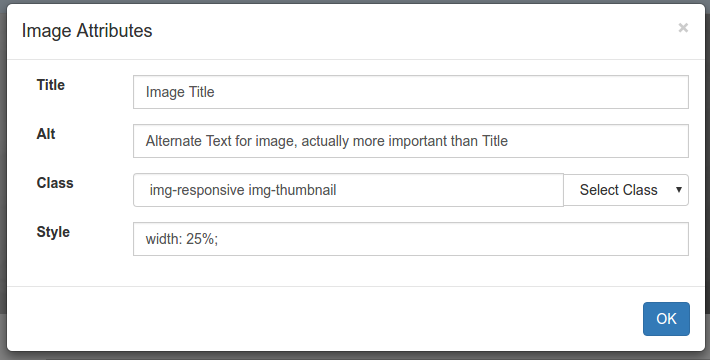 Image Attributes ×
Title Image Title
Alt Alternate Text for image, actually more important than Title
Class img-responsive img-thumbnail Select Class ▾
Style width: 25%;
OK